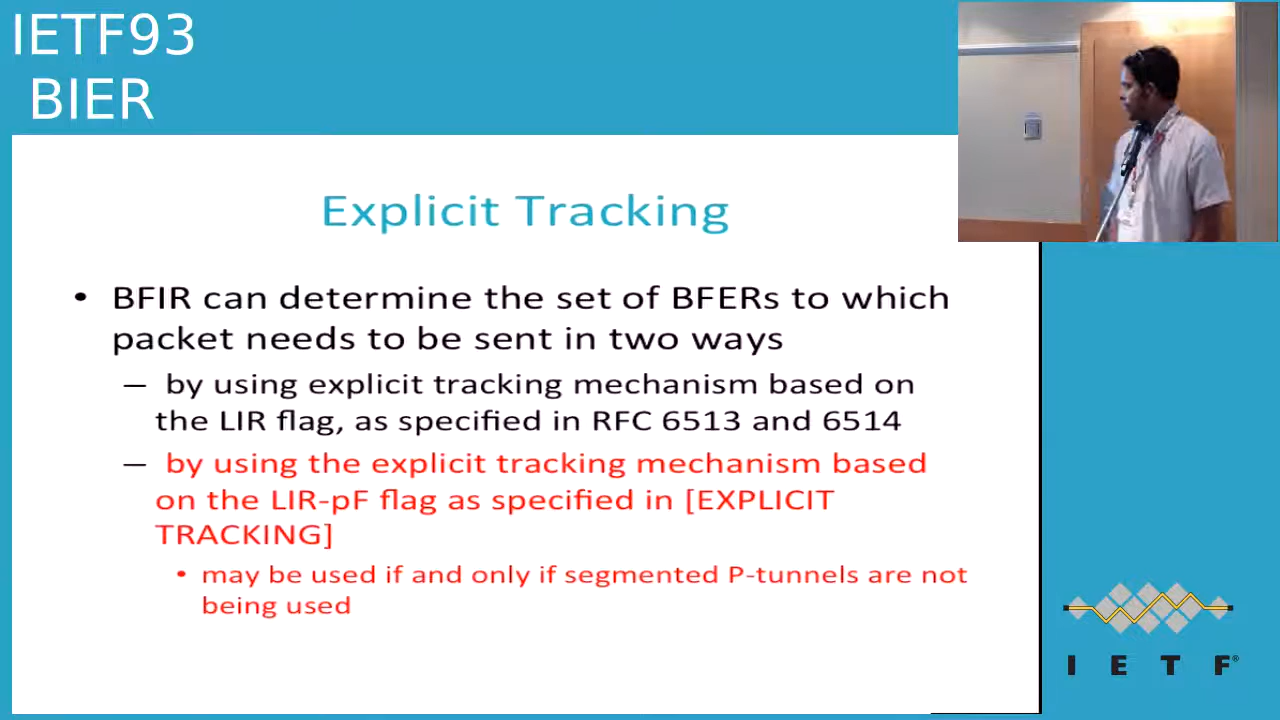 IETF93
BIER
Explicit Tracking
• BFIR can determine the set of BFERs to which
packet needs to be sent in two ways
– by using explicit tracking mechanism based on
the LIR flag, as specified in RFC 6513 and 6514
– by using the explicit tracking mechanism based
on the LIR-pF flag as specified in [EXPLICIT
TRACKING]
• may be used if and only if segmented P-tunnels are not
being used
I E T F®